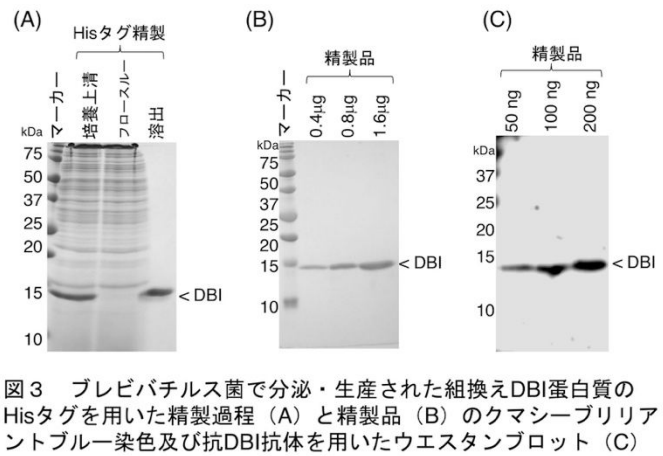 (A)
Hisタグ精製
マーカー
培養上清
フロースルー
溶出
kDa
75
50
37
25
20
15
10
< DBI
(B)
精製品
マーカー
0.4μg
0.8μg
1.6μg
kDa
75
50
37
25
20
15
10
< DBI
(C)
精製品
50 ng
100 ng
200 ng
kDa
37
25
20
15
10
< DBI
図3 ブレビバチルス菌で分泌・生産された組換えDBI蛋白質の
Hisタグを用いた精製過程（A）と精製品（B）のクマシーブリリア
ントブルー染色及び抗DBI抗体を用いたウエスタンブロット（C）